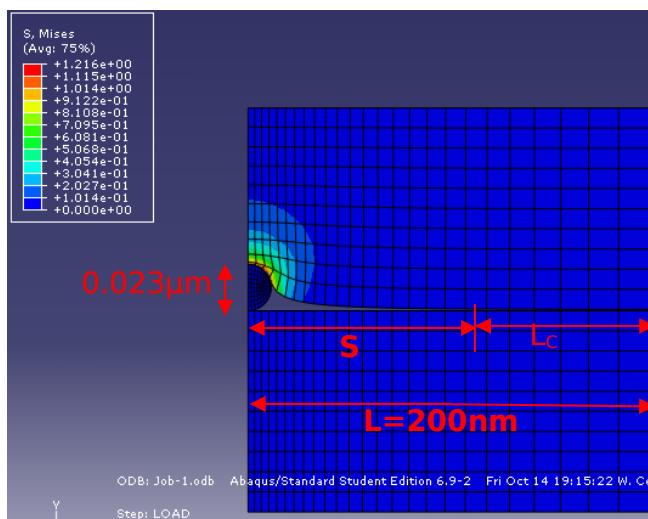 S, Mises
(Avg: 75%)
+1.216e+00
+1.115e+00
+1.014e+00
+9.122e-01
+8.108e-01
+7.095e-01
+6.081e-01
+5.068e-01
+4.054e-01
+3.041e-01
+2.027e-01
+1.014e-01
+0.000e+00
0.023μm
S
LC
L=200nm
ODB: Job-1.odb Abaqus/Standard Student Edition 6.9-2 Fri Oct 14 19:15:22 W. Ce
Y
Step: LOAD